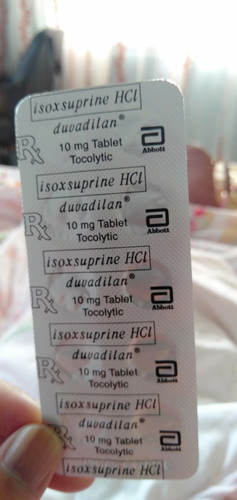 isoxsuprine HCl
duvadilan®
10 mg Tablet
Tocolytic
Rx
a
Abbott
isoxsuprine HCl
duvadilan®
10 mg Tablet
Tocolytic
Rx
a
Abbott
isoxsuprine HCl
duvadilan®
10 mg Tablet
Tocolytic
Rx
a
Abbott
isoxsuprine HCl
duvadilan®
10 mg Tablet
Tocolytic
Rx
a
Abbott
isoxsuprine HCl
duvadilan®
10 mg Tablet
Tocolytic
Rx
a
Abbott
isoxsuprine HCl